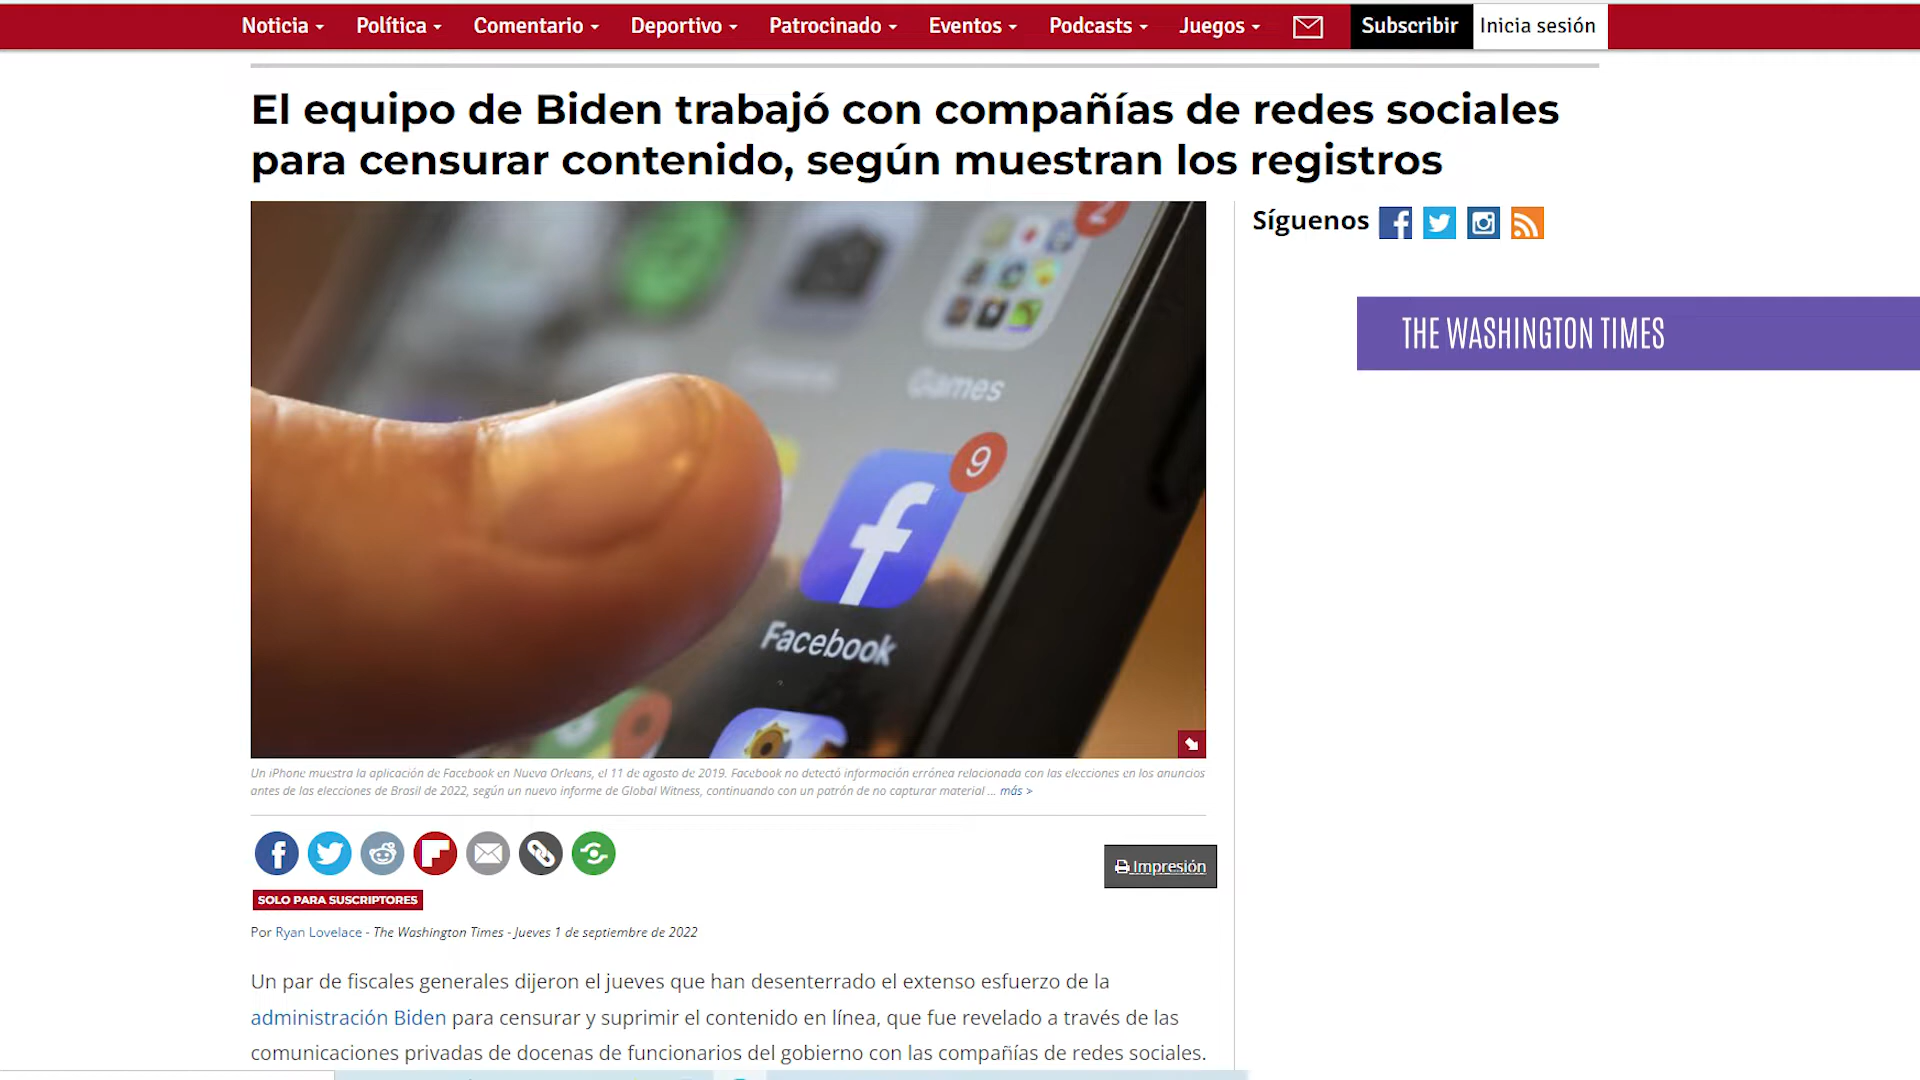 Noticia Política Comentario Deportivo Patrocinado Eventos Podcasts Juegos Subscribir Inicia sesión
El equipo de Biden trabajó con compañías de redes sociales
para censurar contenido, según muestran los registros
Síguenos
THE WASHINGTON TIMES
2
Games
9
Facebook
Un iPhone muestra la aplicación de Facebook en Nueva Orleans, el 11 de agosto de 2019. Facebook no detectó información errónea relacionada con las elecciones en los anuncios
antes de las elecciones de Brasil de 2022, según un nuevo informe de Global Witness, continuando con un patrón de no capturar material ... más >
Impresión
SOLO PARA SUSCRIPTORES
Por Ryan Lovelace - The Washington Times - Jueves 1 de septiembre de 2022
Un par de fiscales generales dijeron el jueves que han desenterrado el extenso esfuerzo de la
administración Biden para censurar y suprimir el contenido en línea, que fue revelado a través de las
comunicaciones privadas de docenas de funcionarios del gobierno con las compañías de redes sociales.